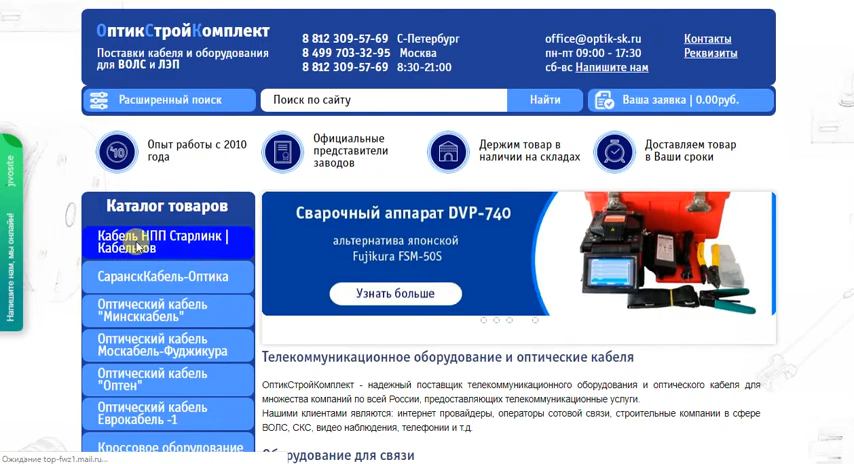 ОптикСтройКомплект
Поставки кабеля и оборудования
для ВОЛС и ЛЭП
8 812 309-57-69 С-Петербург
8 499 703-32-95 Москва
8 812 309-57-69 8:30-21:00
office@optik-sk.ru
пн-пт 09:00 - 17:30
сб-вс Напишите нам
Контакты
Реквизиты
Расширенный поиск
Поиск по сайту
Найти
Ваша заявка | 0.00руб.
10
Опыт работы с 2010
года
Официальные
представители
заводов
Держим товар в
наличии на складах
Доставляем товар
в Ваши сроки
jivosite
Напишите нам, мы онлайн!
Каталог товаров
Кабель НПП Старлинк |
Кабельков
СаранскКабель-Оптика
Оптический кабель
"Минсккабель"
Оптический кабель
Москабель-Фуджикура
Оптический кабель
"Оптен"
Оптический кабель
Еврокабель -1
Кроссовое оборудование
Сварочный аппарат DVP-740
альтернатива японской
Fujikura FSM-50S
Узнать больше
Телекоммуникационное оборудование и оптические кабеля
ОптикСтройКомплект - надежный поставщик телекоммуникационного оборудования и оптического кабеля для
множества компаний по всей России, предоставляющих телекоммуникационные услуги.
Нашими клиентами являются: интернет провайдеры, операторы сотовой связи, строительные компании в сфере
ВОЛС, СКС, видео наблюдения, телефонии и т.д.
Оборудование для связи
Ожидание top-fwz1.mail.ru...